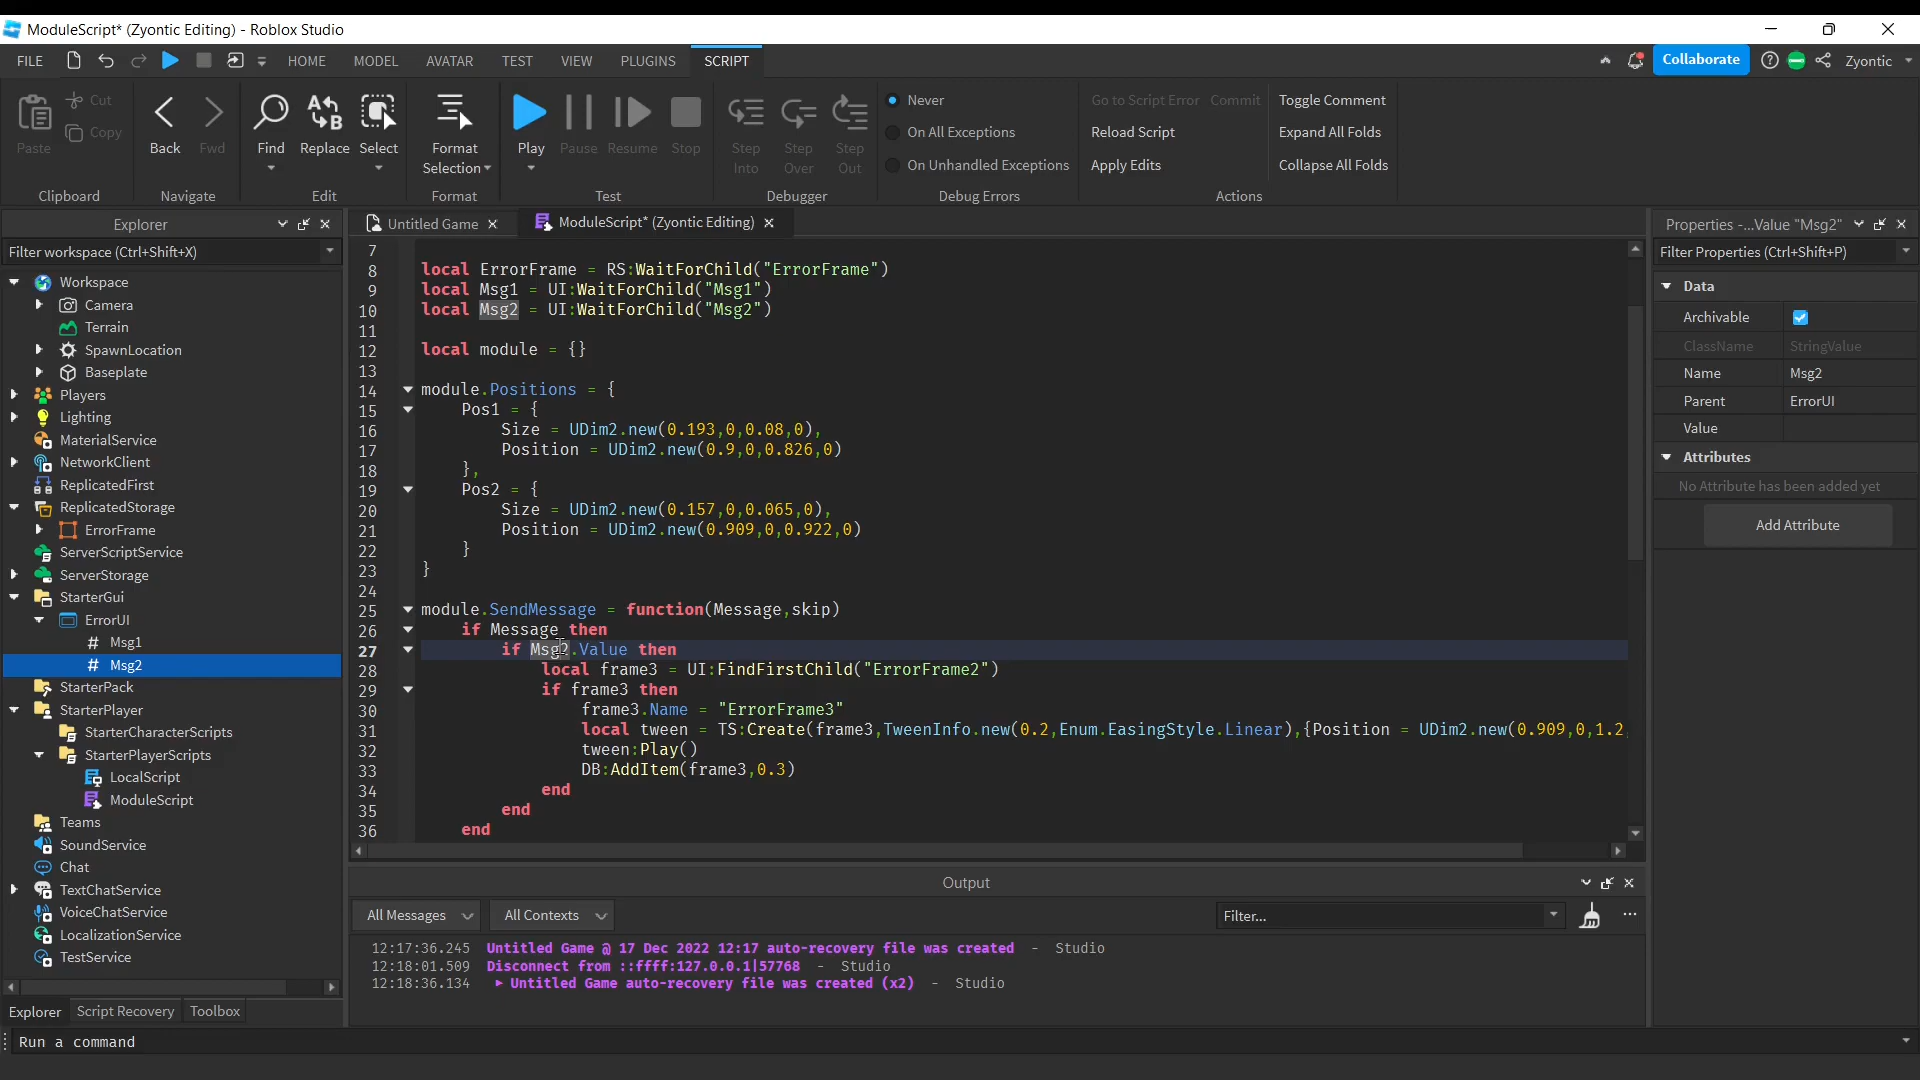 ModuleScript* (Zyontic Editing) - Roblox Studio
FILE
HOME
MODEL
AVATAR
TEST
VIEW
PLUGINS
SCRIPT
Collaborate
Zyontic
Paste
Cut
Copy
Clipboard
Back
Fwd
Navigate
Find
Replace
Select
Edit
Format
Selection
Format
Play
Pause
Resume
Stop
Test
Step
Into
Step
Over
Step
Out
Debugger
Never
On All Exceptions
On Unhandled Exceptions
Debug Errors
Go to Script Error
Commit
Reload Script
Apply Edits
Toggle Comment
Expand All Folds
Collapse All Folds
Actions
Explorer
Filter workspace (Ctrl+Shift+X)
Workspace
Camera
Terrain
SpawnLocation
Baseplate
Players
Lighting
MaterialService
NetworkClient
ReplicatedFirst
ReplicatedStorage
ErrorFrame
ServerScriptService
ServerStorage
StarterGui
ErrorUI
Msg1
Msg2
StarterPack
StarterPlayer
StarterCharacterScripts
StarterPlayerScripts
LocalScript
ModuleScript
Teams
SoundService
Chat
TextChatService
VoiceChatService
LocalizationService
TestService
Explorer
Script Recovery
Toolbox
Run a command
Untitled Game
ModuleScript* (Zyontic Editing)
7
8 local ErrorFrame = RS:WaitForChild("ErrorFrame")
9 local Msg1 = UI:WaitForChild("Msg1")
10 local Msg2 = UI:WaitForChild("Msg2")
11
12 local module = {}
13
14 module.Positions = {
15 Pos1 = {
16 Size = UDim2.new(0.193,0,0.08,0),
17 Position = UDim2.new(0.9,0,0.826,0)
18 },
19 Pos2 = {
20 Size = UDim2.new(0.157,0,0.065,0),
21 Position = UDim2.new(0.909,0,0.922,0)
22 }
23 }
24
25 module.SendMessage = function(Message,skip)
26 if Message then
27 if Msg2.Value then
28 local frame3 = UI:FindFirstChild("ErrorFrame2")
29 if frame3 then
30 frame3.Name = "ErrorFrame3"
31 local tween = TS:Create(frame3,TweenInfo.new(0.2,Enum.EasingStyle.Linear),{Position = UDim2.new(0.909,0,1.2
32 tween:Play()
33 DB:AddItem(frame3,0.3)
34 end
35 end
36 end
Output
All Messages
All Contexts
Filter...
12:17:36.245 Untitled Game @ 17 Dec 2022 12:17 auto-recovery file was created - Studio
12:18:01.509 Disconnect from ::ffff:127.0.0.1|57768 - Studio
12:18:36.134 Untitled Game auto-recovery file was created (x2) - Studio
Properties -...Value "Msg2"
Filter Properties (Ctrl+Shift+P)
Data
Archivable
ClassName StringValue
Name Msg2
Parent ErrorUI
Value
Attributes
No Attribute has been added yet
Add Attribute